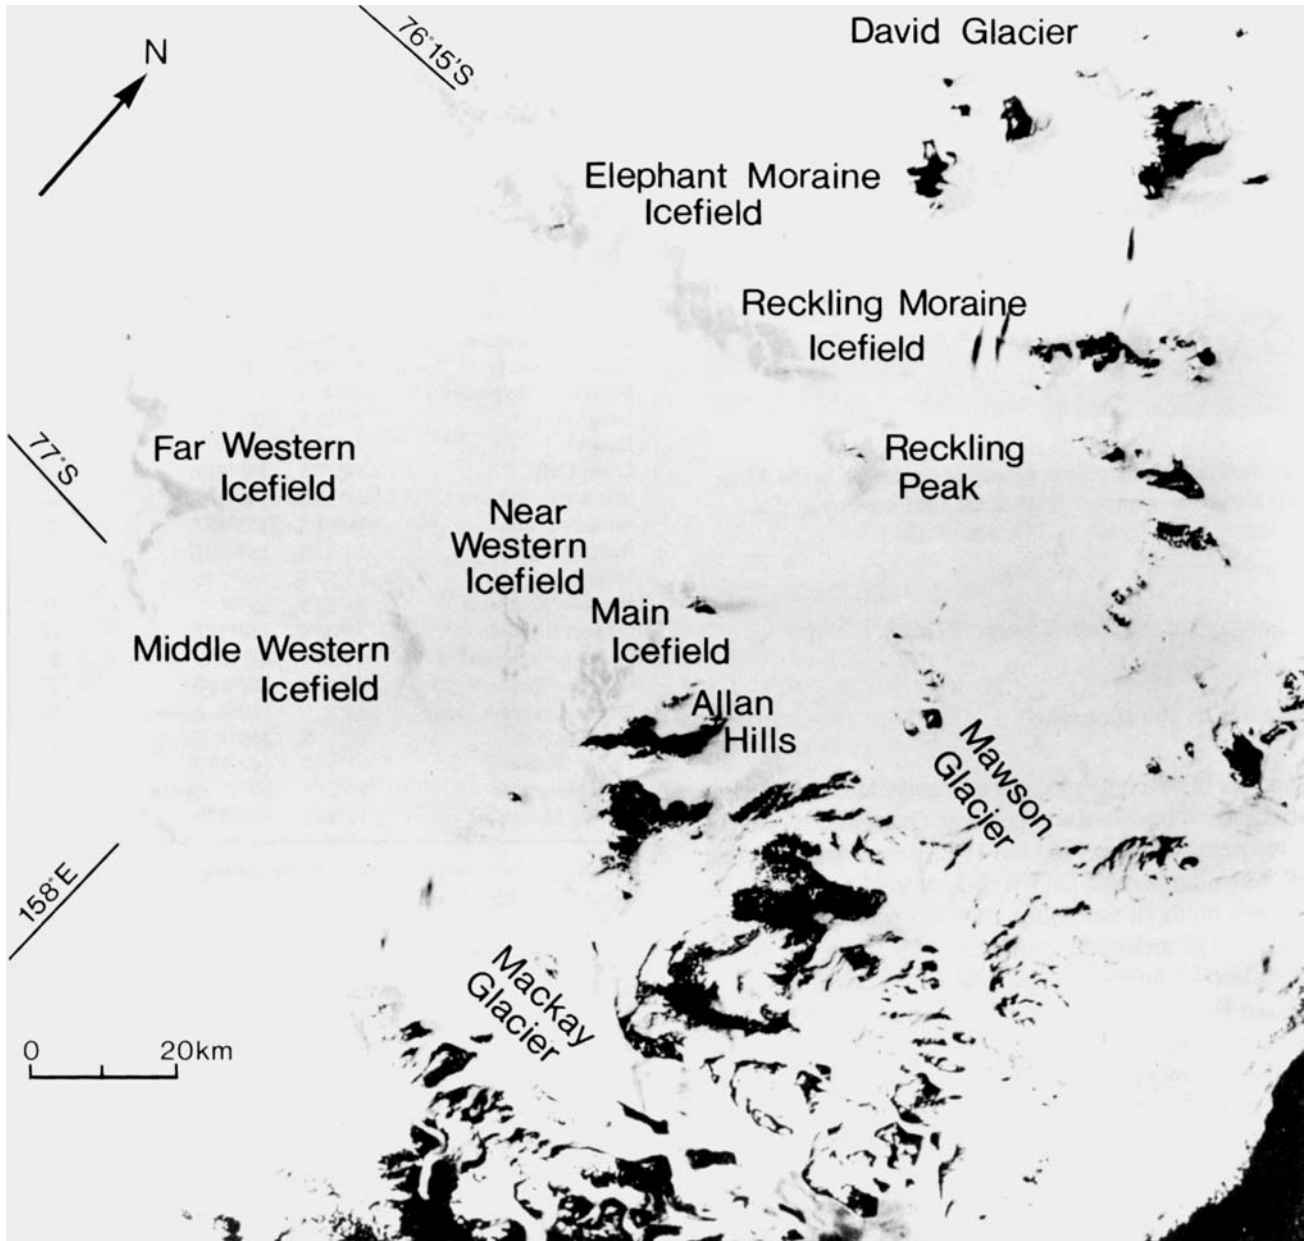 David Glacier
N
76°15'S
Elephant Moraine
Icefield
Reckling Moraine
Icefield
77°S
Far Western
Icefield
Reckling
Peak
Near
Western
Icefield
Main
Icefield
Middle Western
Icefield
Allan
Hills
Mawson
Glacier
158°E
Mackay
Glacier
0 20km